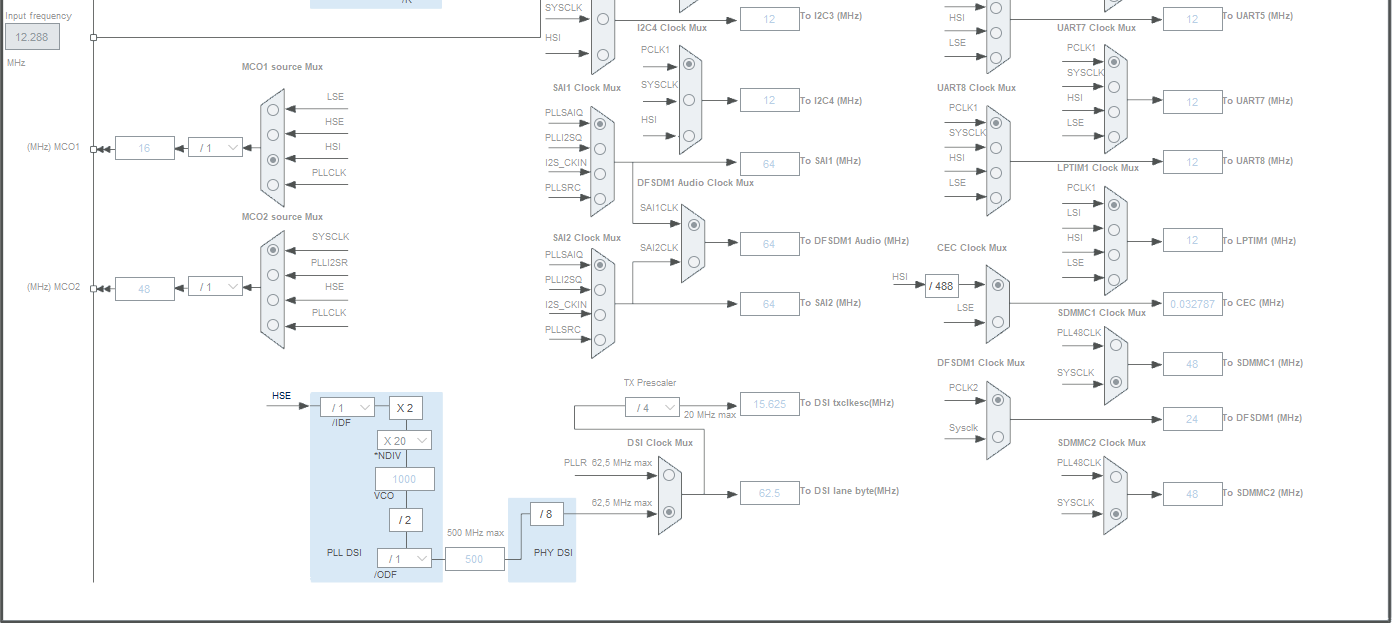 Input frequency
12.288
MHz
/R
MCO1 source Mux
LSE
HSE
HSI
PLLCLK
(MHz) MCO1
16
/ 1
MCO2 source Mux
SYSCLK
PLLI2SR
HSE
PLLCLK
(MHz) MCO2
48
/ 1
HSE
/ 1
/IDF
X 2
X 20
*NDIV
1000
VCO
/ 2
PLL DSI
/ 1
/ODF
500 MHz max
500
/ 8
PHY DSI
SYSCLK
HSI
12
To I2C3 (MHz)
I2C4 Clock Mux
PCLK1
SYSCLK
HSI
12
To I2C4 (MHz)
SAI1 Clock Mux
PLLSAIQ
PLLI2SQ
I2S_CKIN
PLLSRC
64
To SAI1 (MHz)
DFSDM1 Audio Clock Mux
SAI1CLK
SAI2CLK
64
To DFSDM1 Audio (MHz)
SAI2 Clock Mux
PLLSAIQ
PLLI2SQ
I2S_CKIN
PLLSRC
64
To SAI2 (MHz)
TX Prescaler
/ 4
20 MHz max
15.625
To DSI txclkesc(MHz)
DSI Clock Mux
PLLR 62,5 MHz max
62,5 MHz max
62.5
To DSI lane byte(MHz)
HSI
LSE
12
To UART5 (MHz)
UART7 Clock Mux
PCLK1
SYSCLK
HSI
LSE
12
To UART7 (MHz)
UART8 Clock Mux
PCLK1
SYSCLK
HSI
LSE
12
To UART8 (MHz)
LPTIM1 Clock Mux
PCLK1
LSI
HSI
LSE
12
To LPTIM1 (MHz)
CEC Clock Mux
HSI
/ 488
LSE
0.032787
To CEC (MHz)
SDMMC1 Clock Mux
PLL48CLK
SYSCLK
48
To SDMMC1 (MHz)
DFSDM1 Clock Mux
PCLK2
Sysclk
24
To DFSDM1 (MHz)
SDMMC2 Clock Mux
PLL48CLK
SYSCLK
48
To SDMMC2 (MHz)